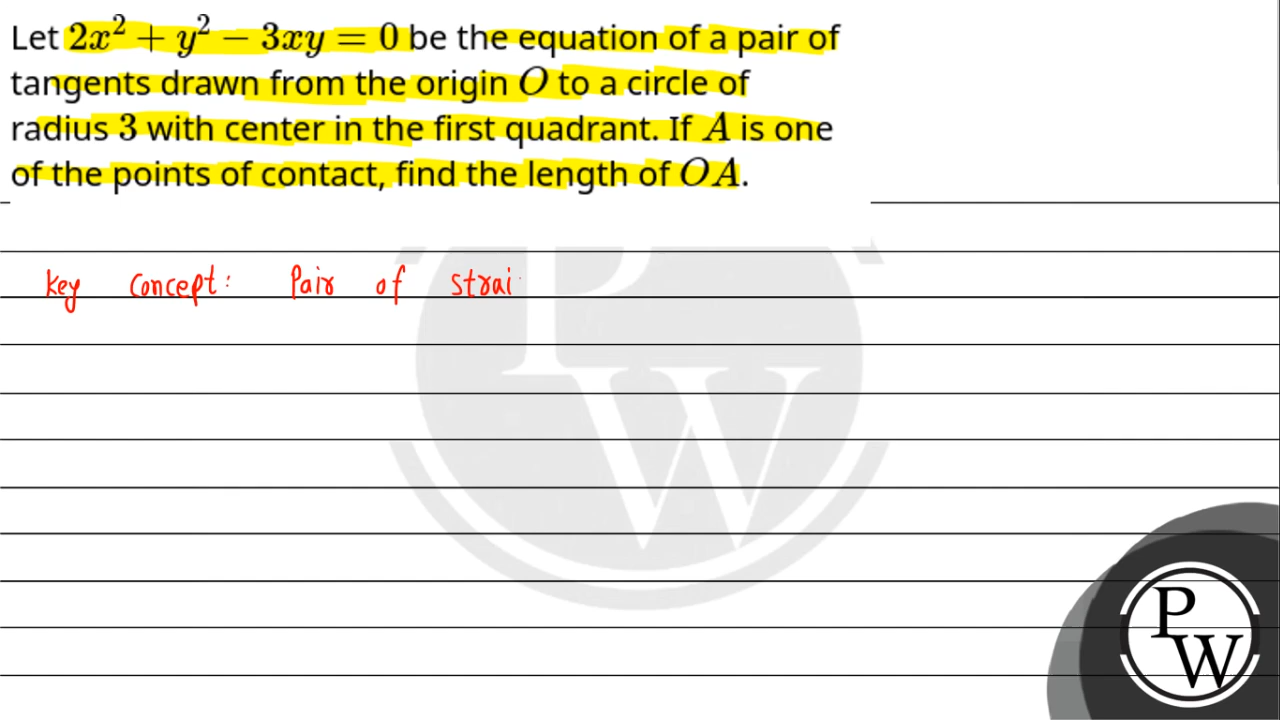 Let 2x² + y² − 3xy = 0 be the equation of a pair of
tangents drawn from the origin O to a circle of
radius 3 with center in the first quadrant. If A is one
of the points of contact, find the length of OA.
Key Concept: Pair of strai
PW
PW